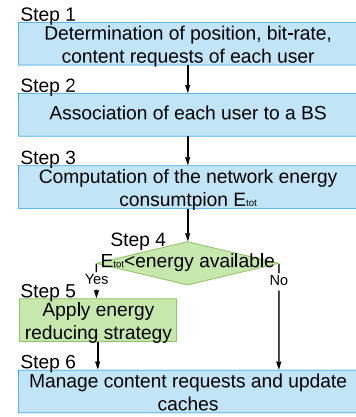 Step 1
Determination of position, bit-rate,
content requests of each user
Step 2
Association of each user to a BS
Step 3
Computation of the network energy
consumtpion Etot
Step 4
Etot<energy available
Yes
No
Step 5
Apply energy
reducing strategy
Step 6
Manage content requests and update
caches